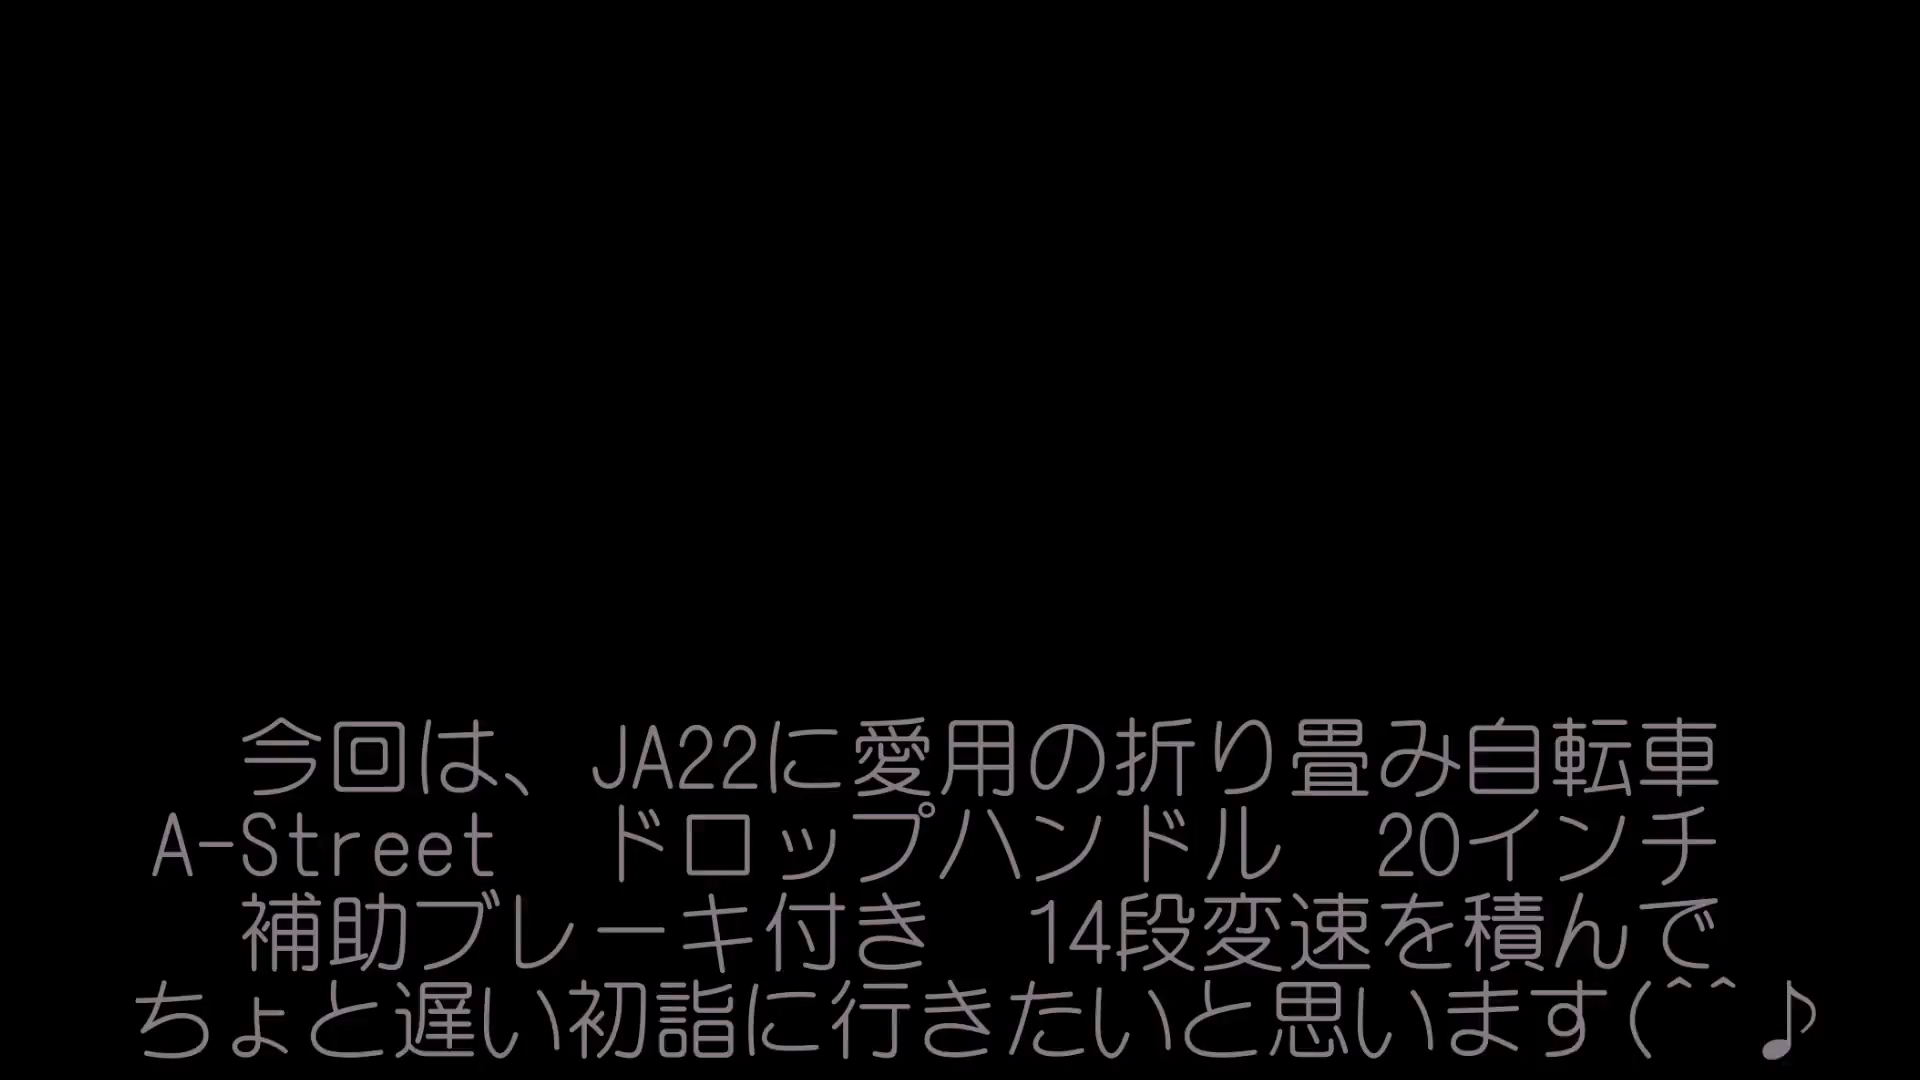 今回は、JA22に愛用の折り畳み自転車
A-Street　ドロップハンドル　20インチ
補助ブレーキ付き　14段変速を積んで
ちょと遅い初詣に行きたいと思います(^^♪